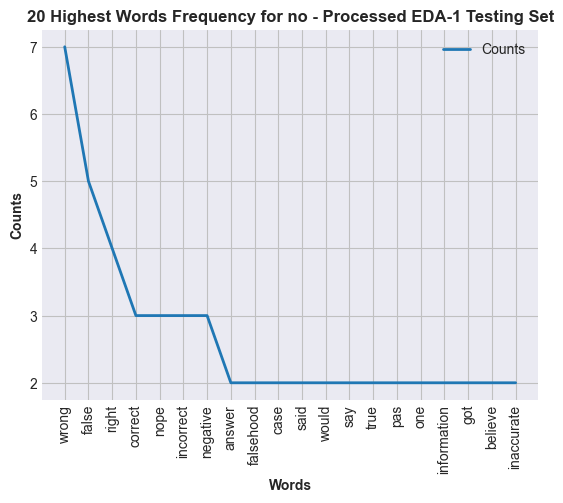 20 Highest Words Frequency for no - Processed EDA-1 Testing Set
Counts
7
6
5
4
3
2
Counts
wrong
false
right
correct
nope
incorrect
negative
answer
falsehood
case
said
would
say
true
pas
one
information
got
believe
inaccurate
Words